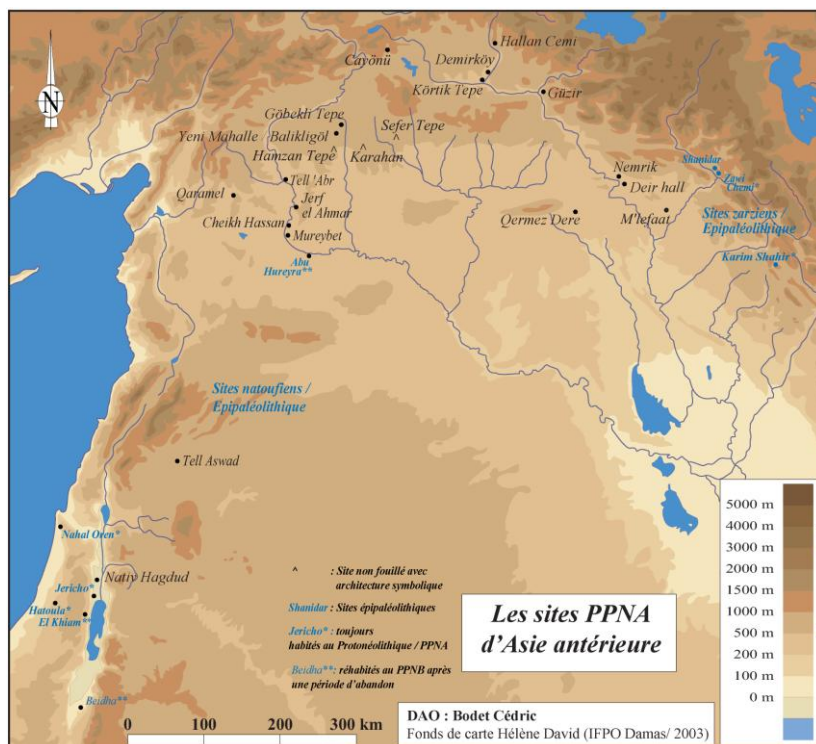 Hallan Cemi
Cayönü
Demirköy
Körtik Tepe
Güzir
N
Göbekli Tepe
Balikligöl
Sefer Tepe
^
Yeni Mahalle
Hamzan Tepe
^
^
Karahan
Shanidar
Zawi
Chemi*
Nemrik
Deir hall
Tell 'Abr
Qaramel
Jerf
el Ahmar
Cheikh Hassan
Mureybet
Qermez Dere
M'lefaat
Sites zarziens /
Epipaléolithique
Karim Shahir*
Abu
Hureyra**
Sites natoufiens /
Epipaléolithique
Tell Aswad
Nahal Oren*
Nativ Hagdud
Jericho*
Hatoula*
El Khiam**
Beidha**
^ : Site non fouillé avec
architecture symbolique
Shanidar : Sites épipaléolithiques
Jericho* : toujours
habités au Protonéolithique / PPNA
Beidha**: réhabités au PPNB après
une période d'abandon
Les sites PPNA
d'Asie antérieure
5000 m
4000 m
3000 m
2000 m
1500 m
1000 m
500 m
200 m
100 m
0 m
0 100 200 300 km
DAO : Bodet Cédric
Fonds de carte Hélène David (IFPO Damas/ 2003)